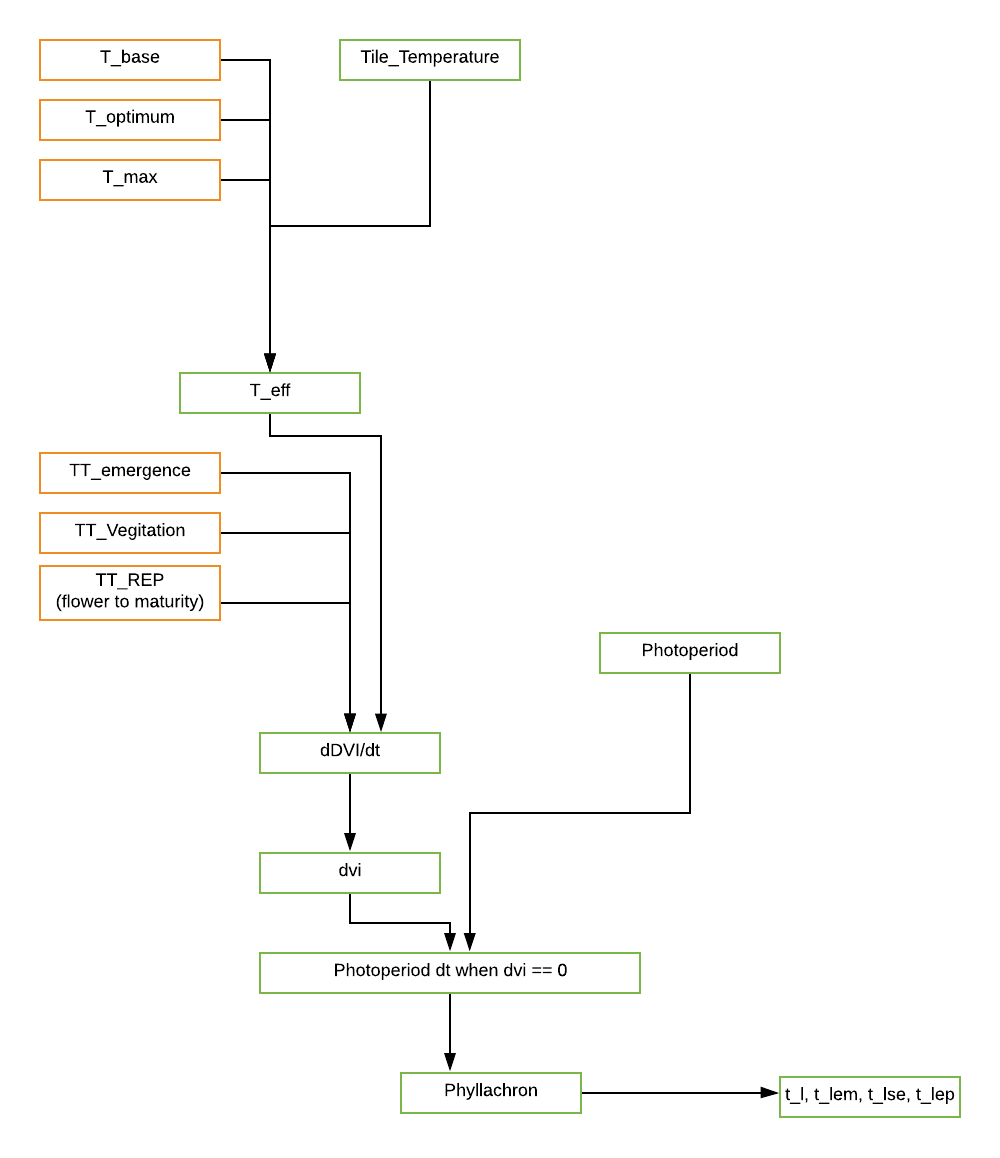 T_base
Tile_Temperature
T_optimum
T_max
T_eff
TT_emergence
TT_Vegitation
TT_REP
(flower to maturity)
Photoperiod
dDVI/dt
dvi
Photoperiod dt when dvi == 0
Phyllachron
t_l, t_lem, t_lse, t_lep